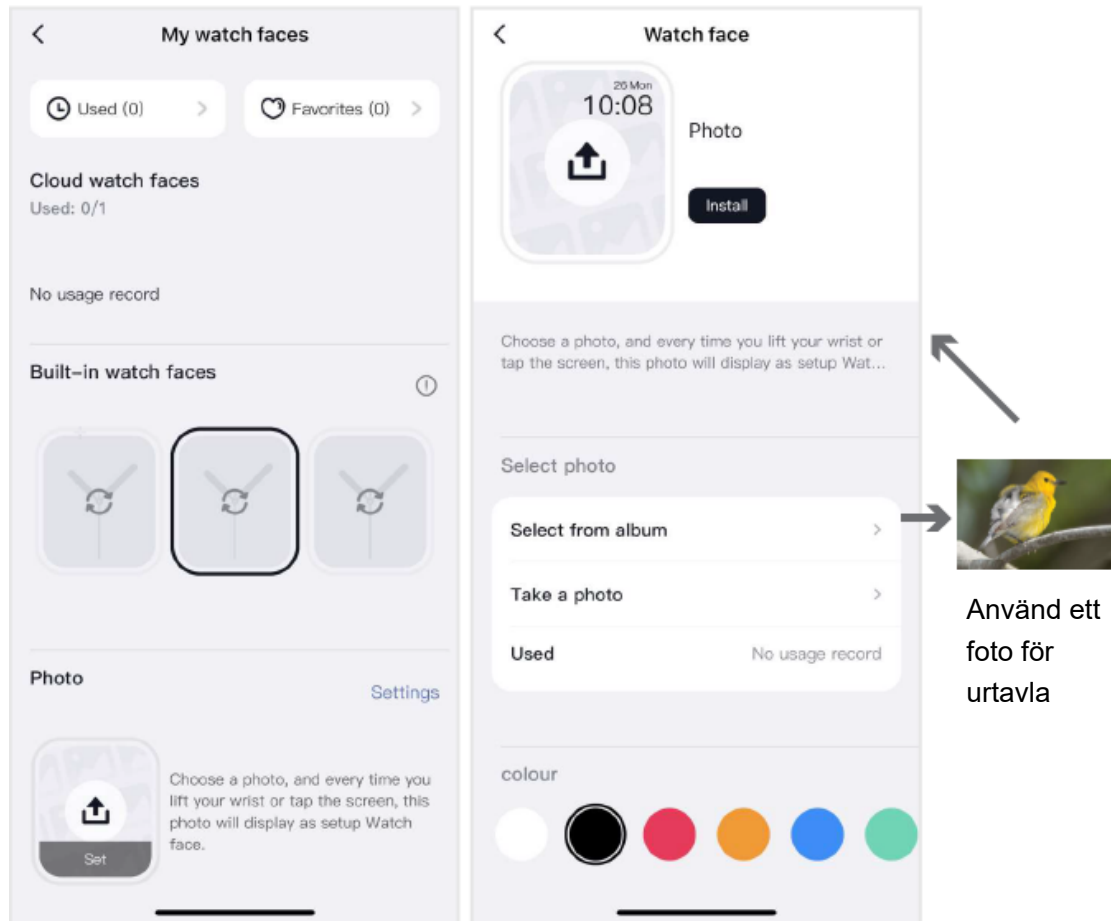 My watch faces
Used (0)
Favorites (0)
Cloud watch faces
Used: 0/1
No usage record
Built-in watch faces
Photo
Settings
Choose a photo, and every time you
lift your wrist or tap the screen, this
photo will display as setup Watch
face.
Set
Watch face
26 Mon
10:08
Photo
Install
Choose a photo, and every time you lift your wrist or
tap the screen, this photo will display as setup Wat...
Select photo
Select from album
Take a photo
Used
No usage record
colour
Använd ett
foto för
urtavla